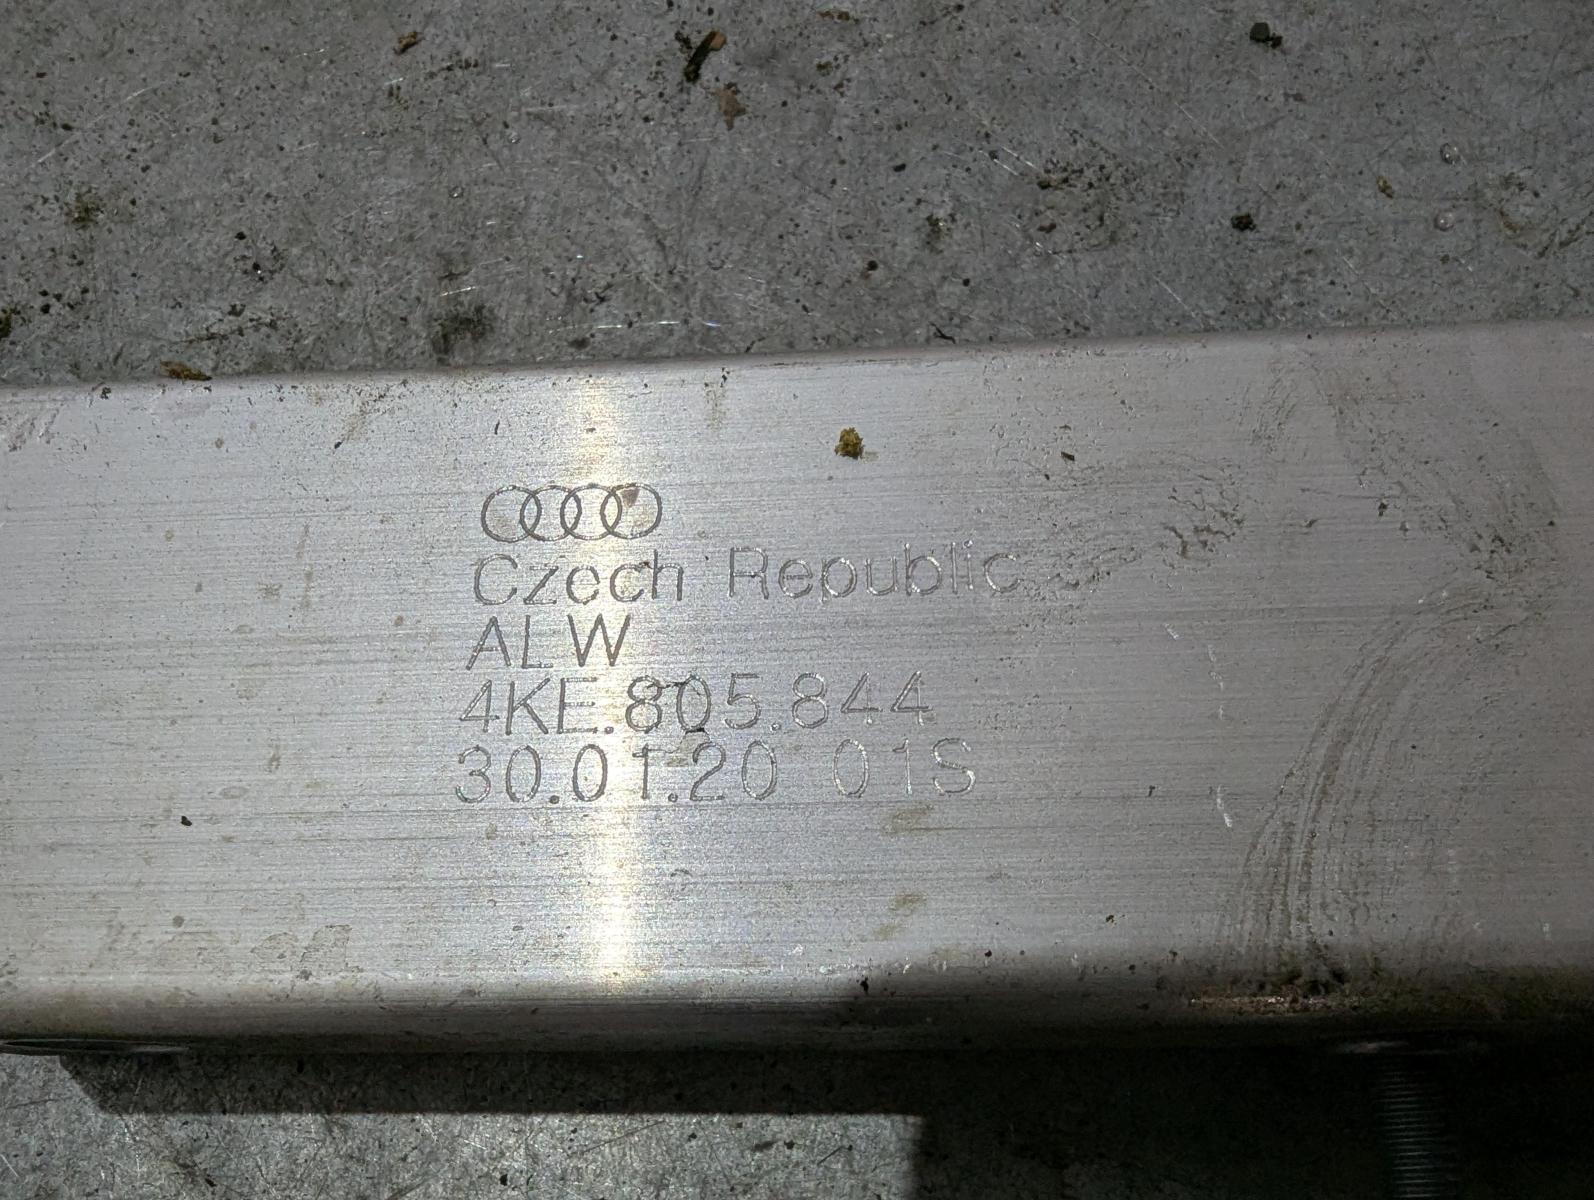 Czech Republic
ALW
4KE.805.844
30.01.20 01S